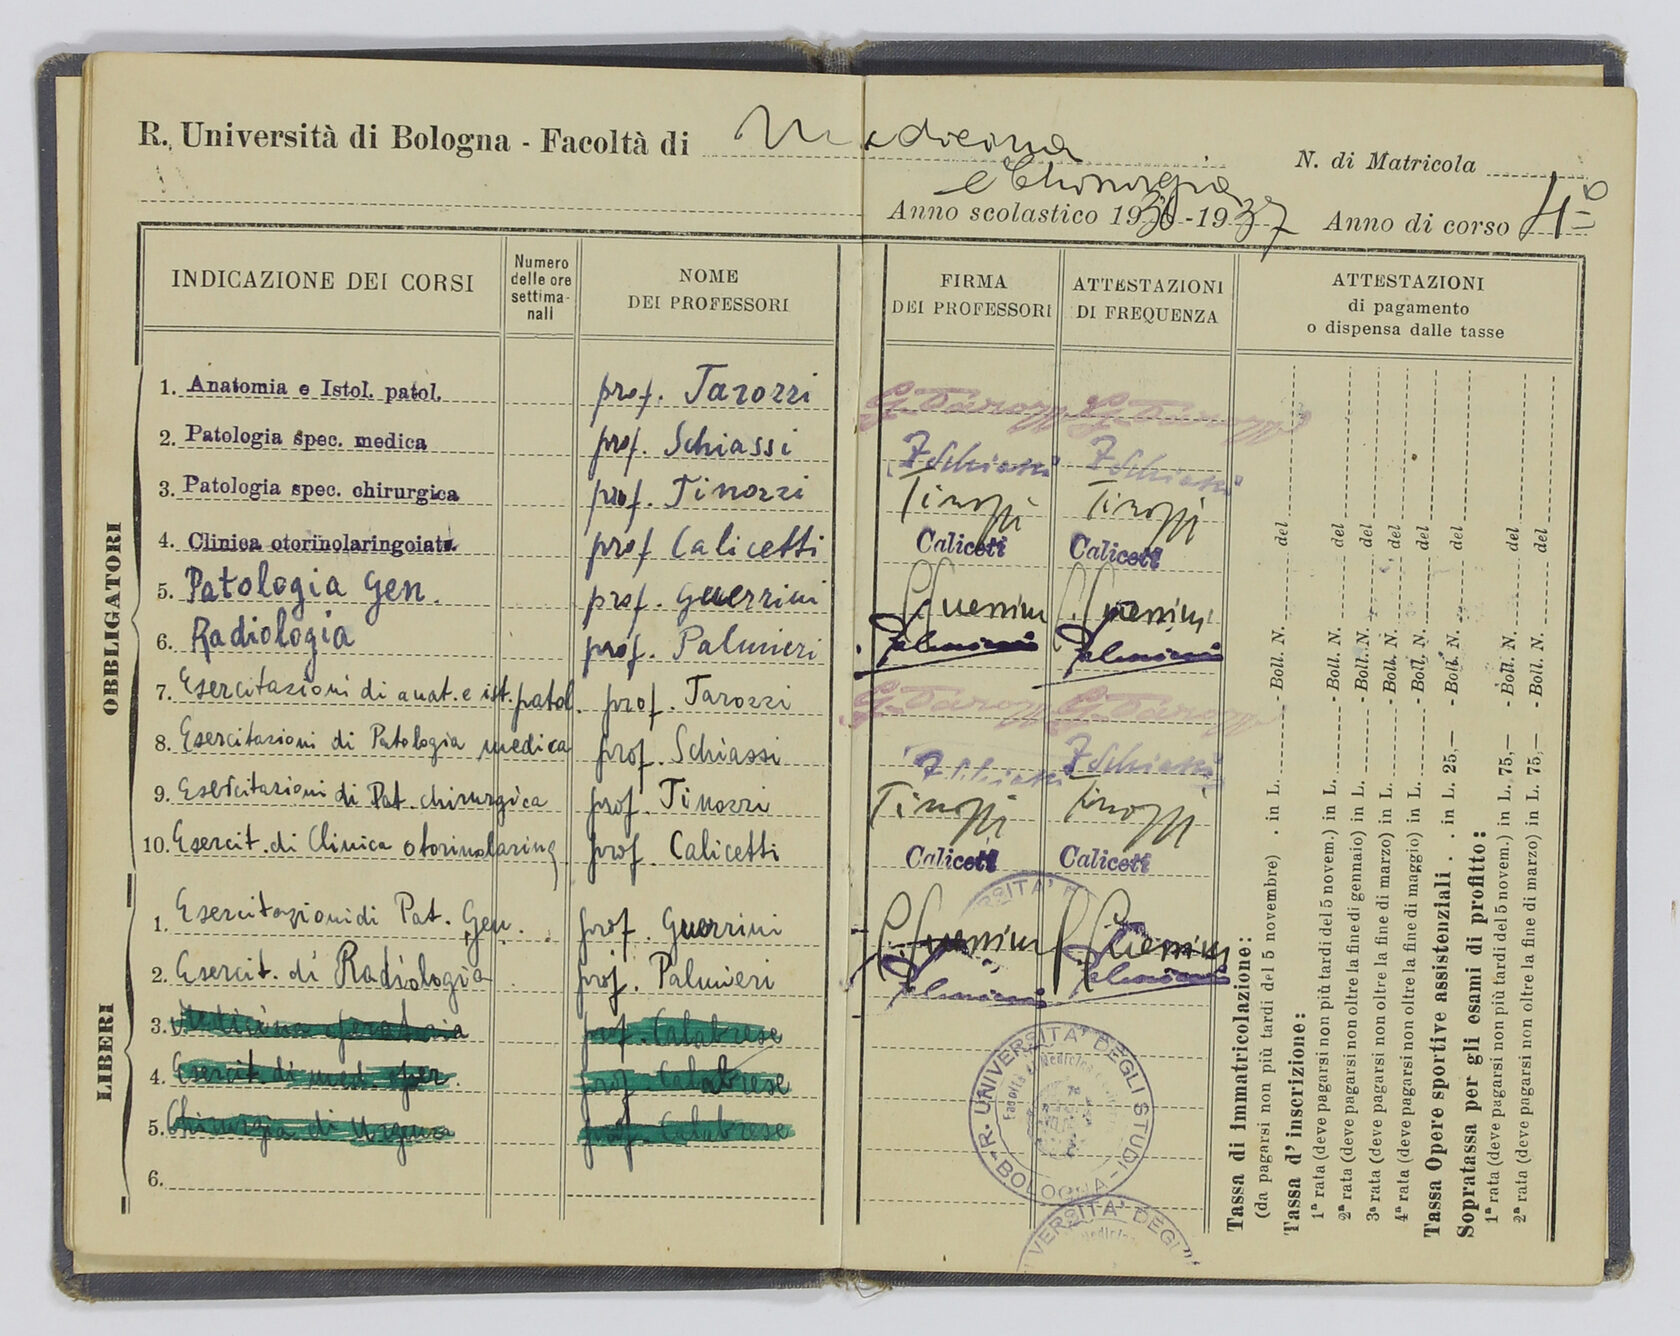 R. Università di Bologna - Facoltà di Medicina
e Chirurgia
N. di Matricola
Anno scolastico 1936 - 1937 Anno di corso 4º
INDICAZIONE DEI CORSI
Numero delle ore settima- nali
NOME DEI PROFESSORI
FIRMA DEI PROFESSORI
ATTESTAZIONI DI FREQUENZA
ATTESTAZIONI
di pagamento
o dispensa dalle tasse
OBBLIGATORI
1. Anatomia e Istol. patol. prof. Tarozzi G. Tarozzi G. Tarozzi
2. Patologia spec. medica prof. Schiassi Schiassi Schiassi
3. Patologia spec. chirurgica prof. Tinozzi Tinozzi Tinozzi
4. Clinica otorinolaringoiat. prof Calicetti Caliceti Caliceti
5. Patologia Gen. prof. Guerrini G. Guerrini G. Guerrini
6. Radiologia prof. Palmieri Palmieri Palmieri
7. Esercitazioni di anat. e ist. patol. prof. Tarozzi G. Tarozzi G. Tarozzi
8. Esercitazioni di Patologia medica prof. Schiassi Schiassi Schiassi
9. Esercitazioni di Pat. chirurgica prof. Tinozzi Tinozzi Tinozzi
10. Esercit. di Clinica otorinolaring. prof. Calicetti Caliceti Caliceti
LIBERI
1. Esercitazioni di Pat. Gen. prof. Guerrini G. Guerrini G. Guerrini
2. Esercit. di Radiologia prof. Palmieri Palmieri Palmieri
3. Medicina operatoria prof. Calabrese
4. Esercit. di med. oper. prof. Calabrese
5. Chirurgia di Urgenza prof. Calabrese
6.
R. UNIVERSITA' DEGLI STUDI - BOLOGNA -
VERSITA' DEGLI
Tassa di immatricolazione:
(da pagarsi non più tardi del 5 novembre) . in L. - Boll. N. del
Tassa d'inscrizione:
1ª rata (deve pagarsi non più tardi del 5 novem.) in L. - Boll. N. del
2ª rata (deve pagarsi non oltre la fine di gennaio) in L. - Boll. N. del
3ª rata (deve pagarsi non oltre la fine di marzo) in L. - Boll. N. del
4ª rata (deve pagarsi non oltre la fine di maggio) in L. - Boll. N. del
Tassa Opere sportive assistenziali . . in L. 25,— - Boll. N. del
Sopratassa per gli esami di profitto:
1ª rata (deve pagarsi non più tardi del 5 novem.) in L. 75,— - Boll. N. del
2ª rata (deve pagarsi non oltre la fine di marzo) in L. 75,— - Boll. N. del